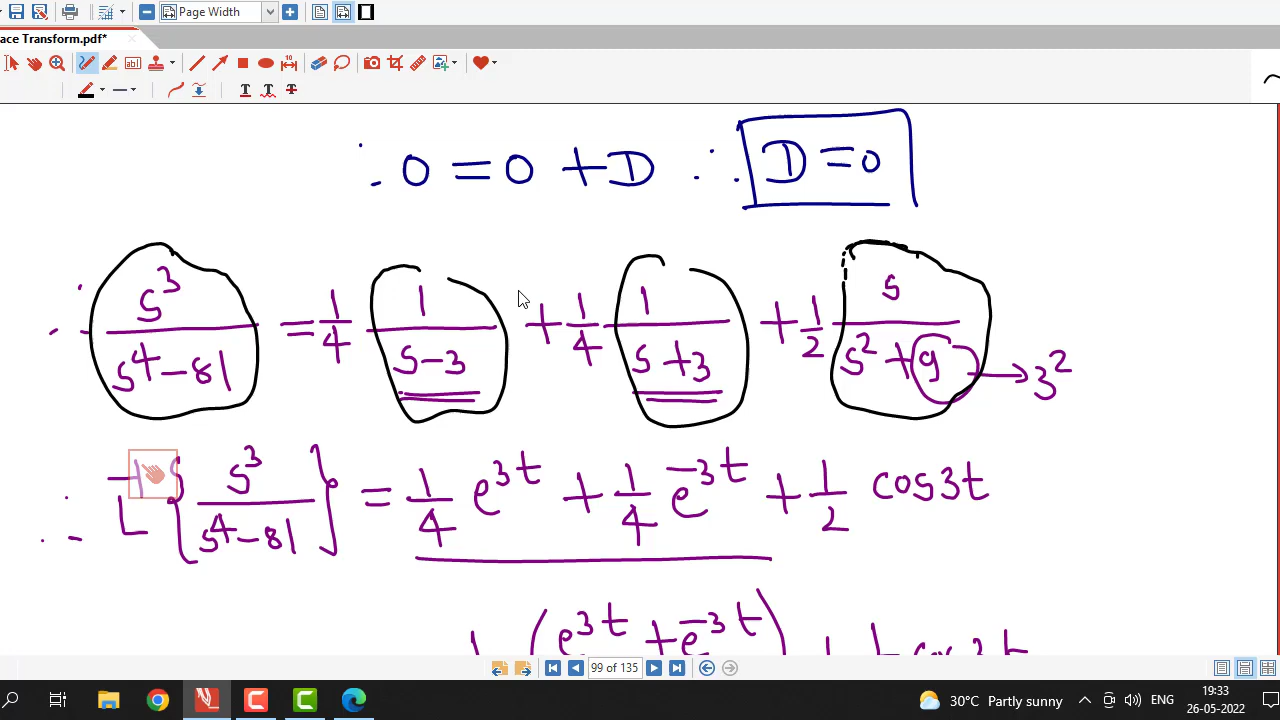 Page Width
ace Transform.pdf*
∴ 0 = 0 + D ∴ D = 0
∴ s³/(s⁴-81) = 1/4 1/(s-3) + 1/4 1/(s+3) + 1/2 s/(s²+9) → 3²
∴ L⁻¹{s³/(s⁴-81)} = 1/4 e³ᵗ + 1/4 e⁻³ᵗ + 1/2 cos3t
(e³ᵗ + e⁻³ᵗ)
99 of 135
30°C Partly sunny
ENG
19:33
26-05-2022